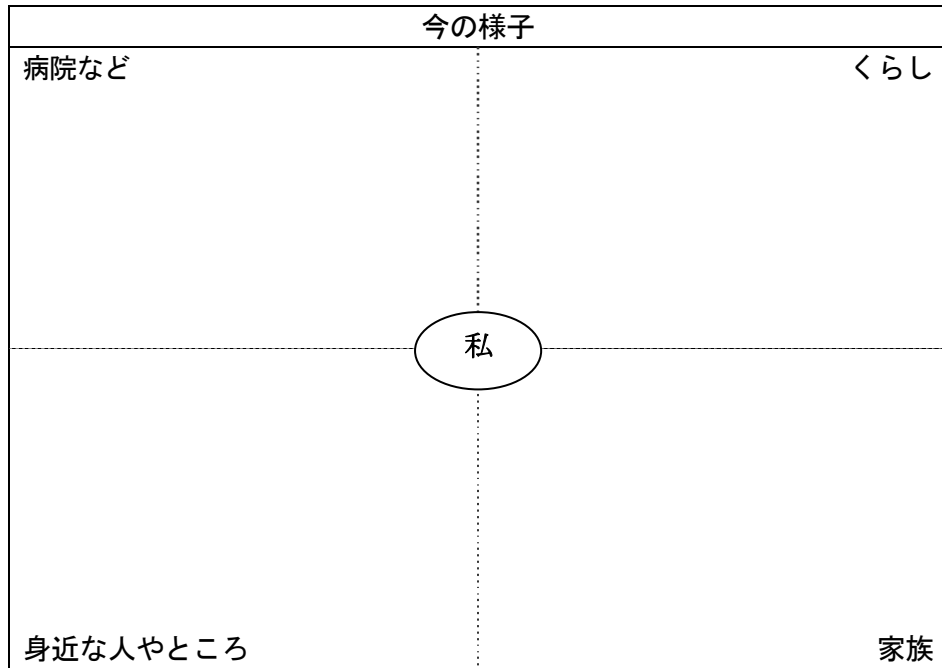 今の様子
病院など
くらし
私
身近な人やところ
家族